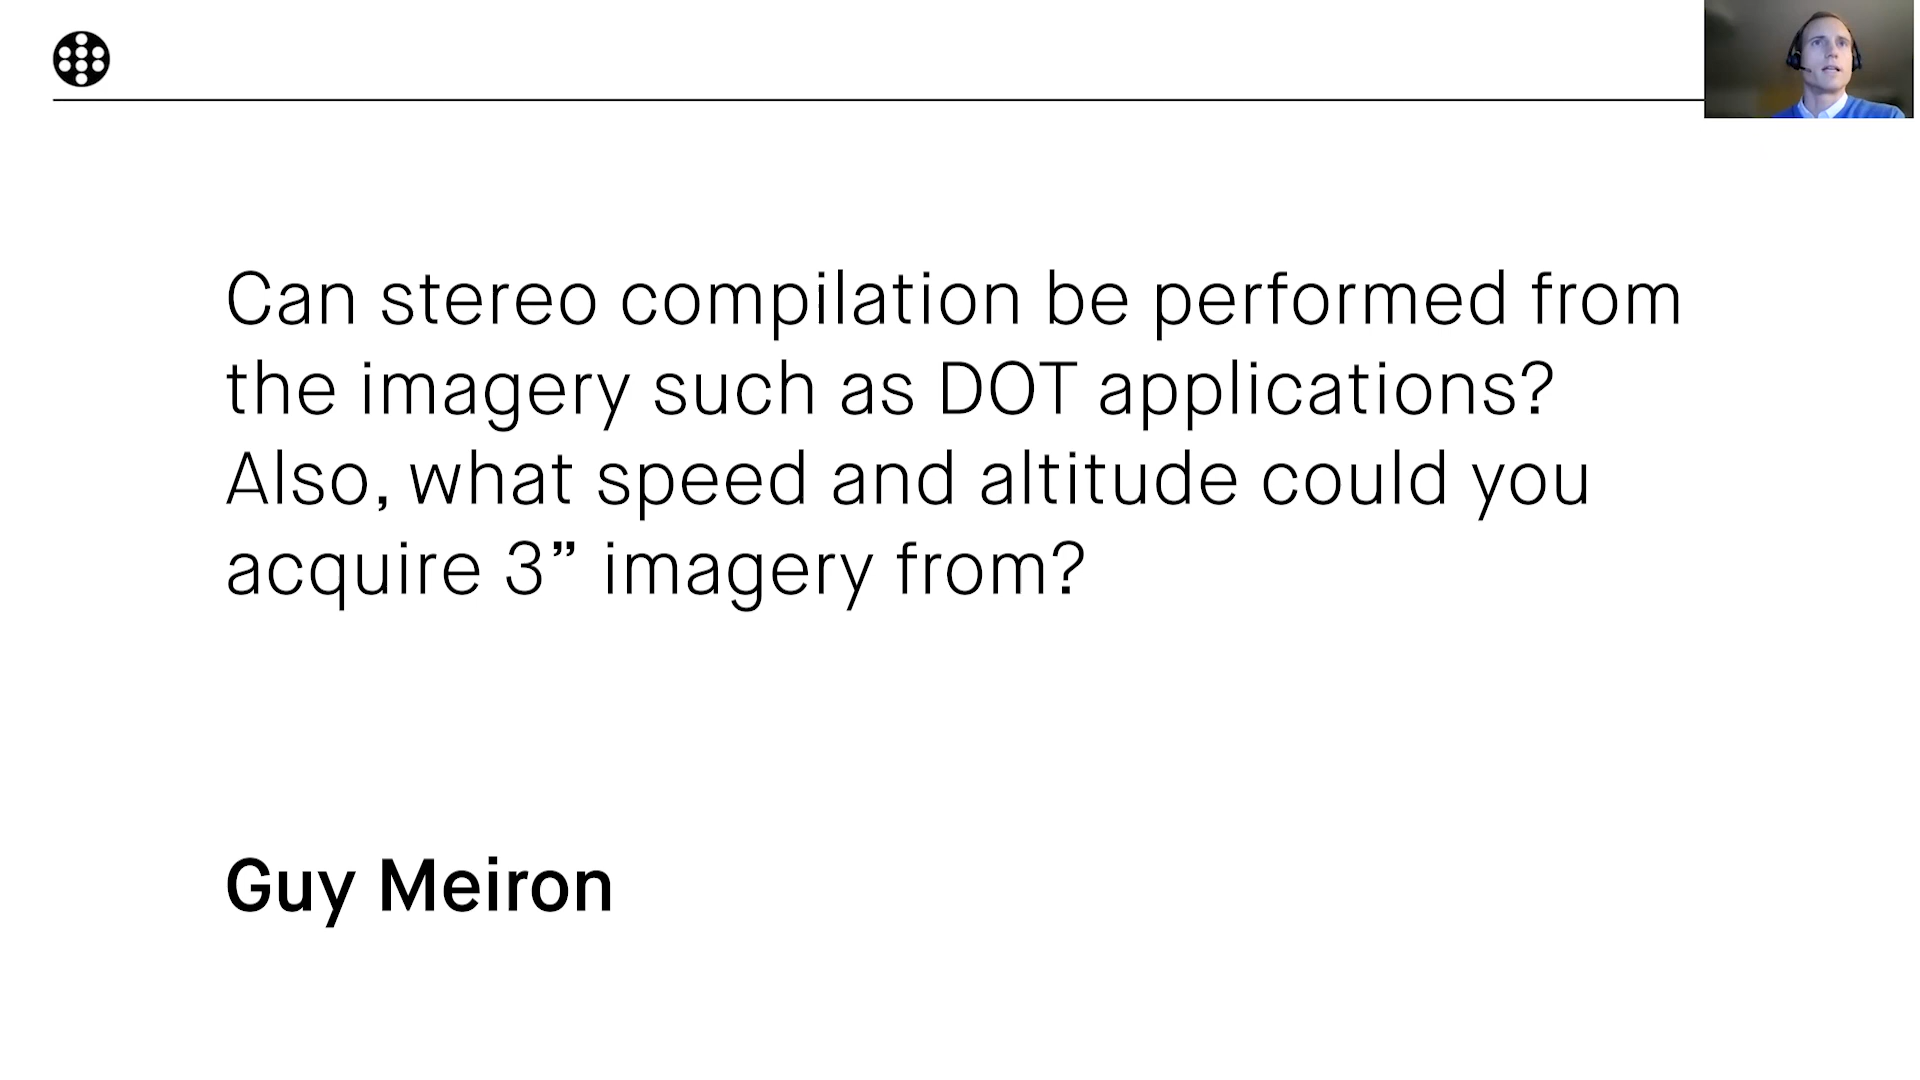 Can stereo compilation be performed from
the imagery such as DOT applications?
Also, what speed and altitude could you
acquire 3” imagery from?
Guy Meiron